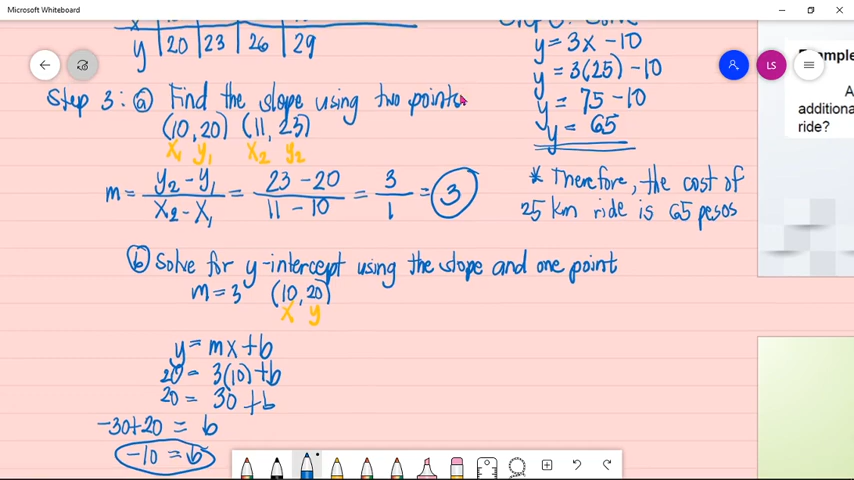 Microsoft Whiteboard
y 20 23 26 29
Step 3: a Find the slope using two points
(10, 20) (11, 23)
x₁ y₁ x₂ y₂
m = y₂ - y₁ / x₂ - x₁ = 23 - 20 / 11 - 10 = 3 / 1 = 3
b Solve for y-intercept using the slope and one point
m = 3 (10, 20)
x y
y = mx + b
20 = 3(10) + b
20 = 30 + b
-30 + 20 = b
-10 = b
y = 3x - 10
y = 3(25) - 10
y = 75 - 10
y = 65
* Therefore, the cost of
25 km ride is 65 pesos
LS
Example
A
additional
ride?